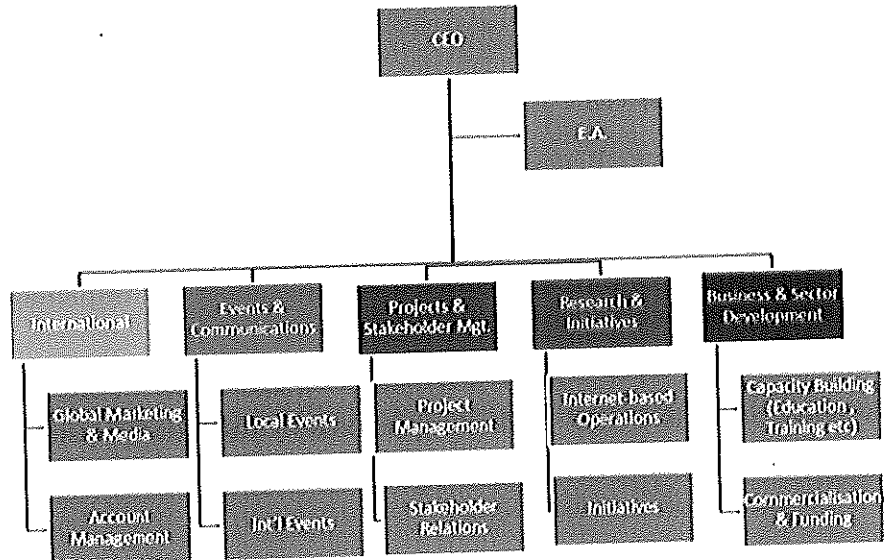 CEO
E.A.
International
Events &
Communications
Projects &
Stakeholder Mgt.
Research &
Initiatives
Business & Sector
Development
Global Marketing
& Media
Local Events
Project
Management
Internet-based
Operations
Capacity Building
(Education ,
Training etc)
Account
Management
Int'l Events
Stakeholder
Relations
Initiatives
Commercialisation
& Funding